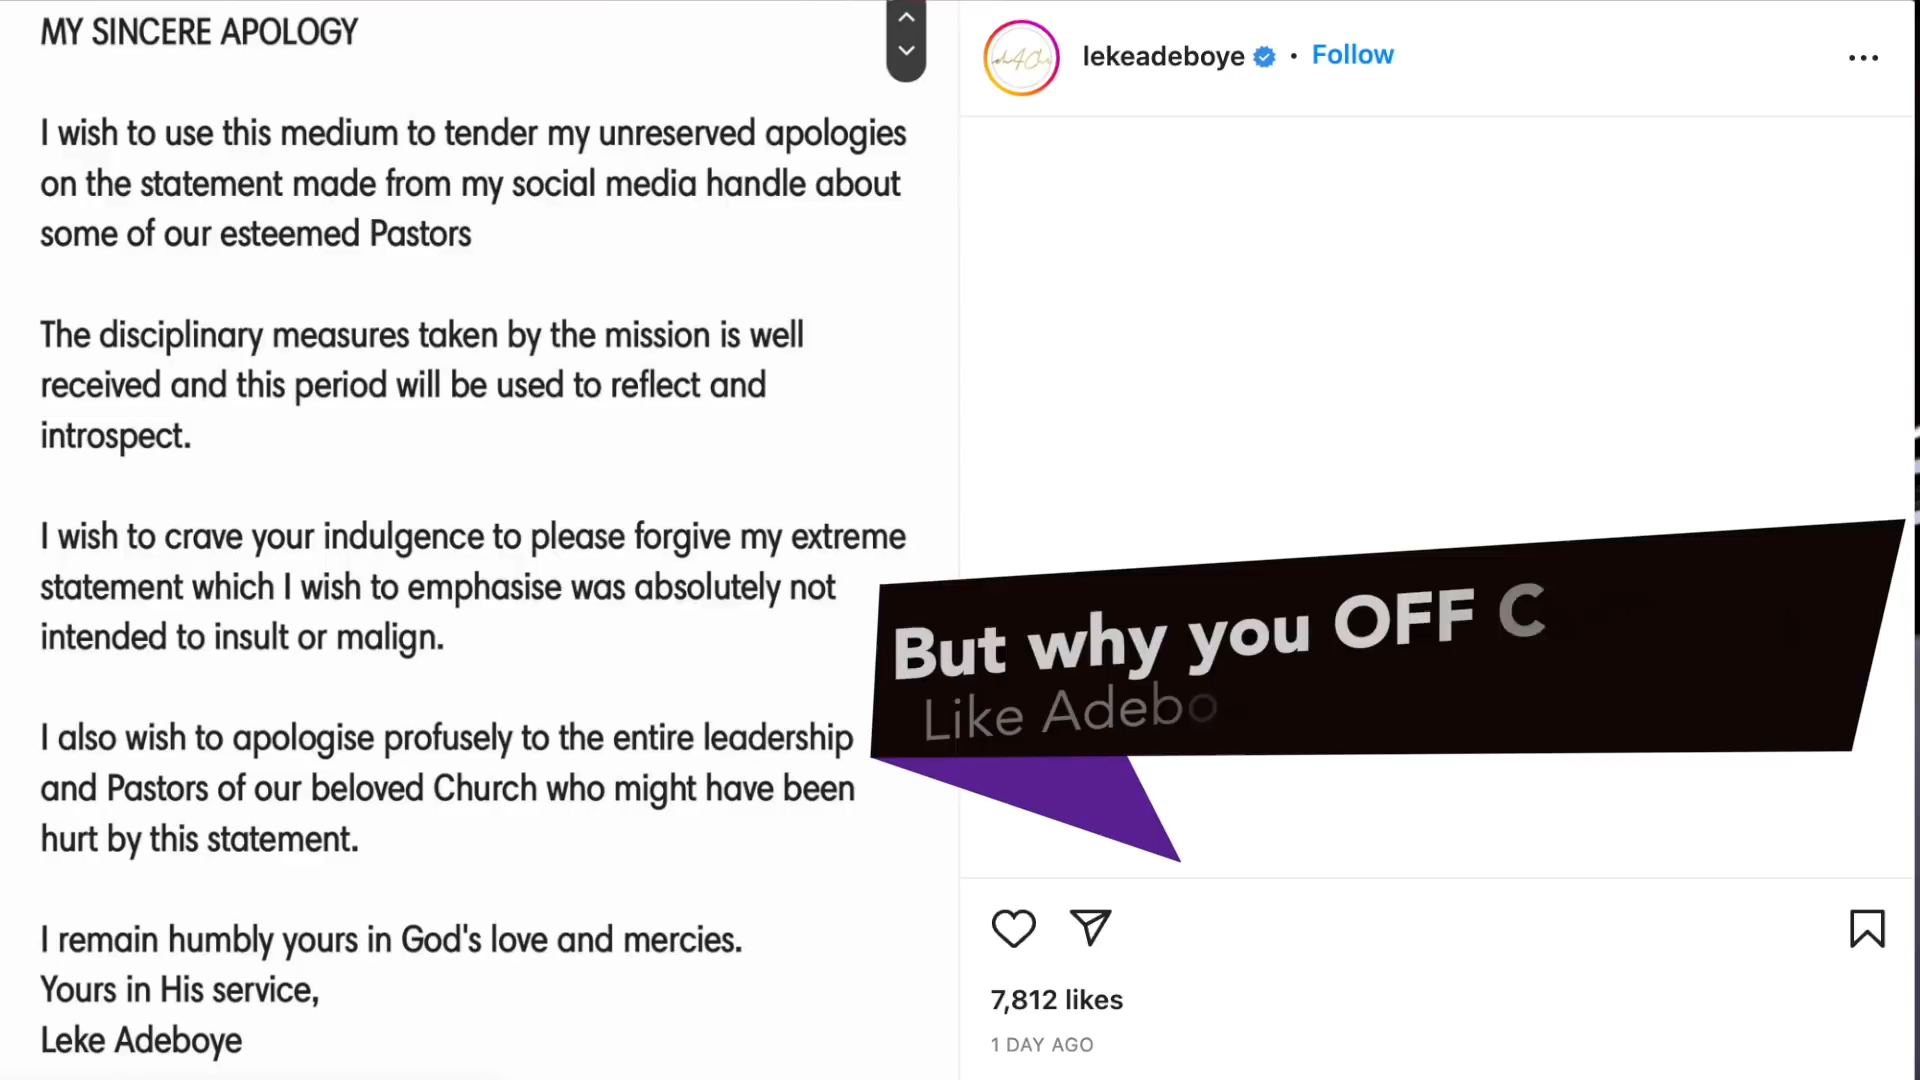 MY SINCERE APOLOGY
I wish to use this medium to tender my unreserved apologies
on the statement made from my social media handle about
some of our esteemed Pastors
The disciplinary measures taken by the mission is well
received and this period will be used to reflect and
introspect.
I wish to crave your indulgence to please forgive my extreme
statement which I wish to emphasise was absolutely not
intended to insult or malign.
I also wish to apologise profusely to the entire leadership
and Pastors of our beloved Church who might have been
hurt by this statement.
I remain humbly yours in God's love and mercies.
Yours in His service,
Leke Adeboye
lekeadeboye • Follow
But why you OFF C
Like Adebo
7,812 likes
1 DAY AGO